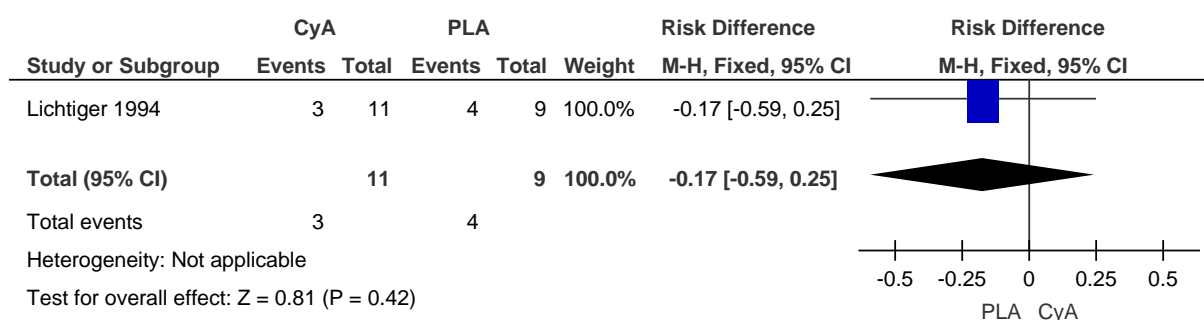 CyA PLA Risk Difference Risk Difference
Study or Subgroup Events Total Events Total Weight M-H, Fixed, 95% CI M-H, Fixed, 95% CI
Lichtiger 1994 3 11 4 9 100.0% -0.17 [-0.59, 0.25]
Total (95% CI) 11 9 100.0% -0.17 [-0.59, 0.25]
Total events 3 4
Heterogeneity: Not applicable
Test for overall effect: Z = 0.81 (P = 0.42)
-0.5 -0.25 0 0.25 0.5
PLA CyA